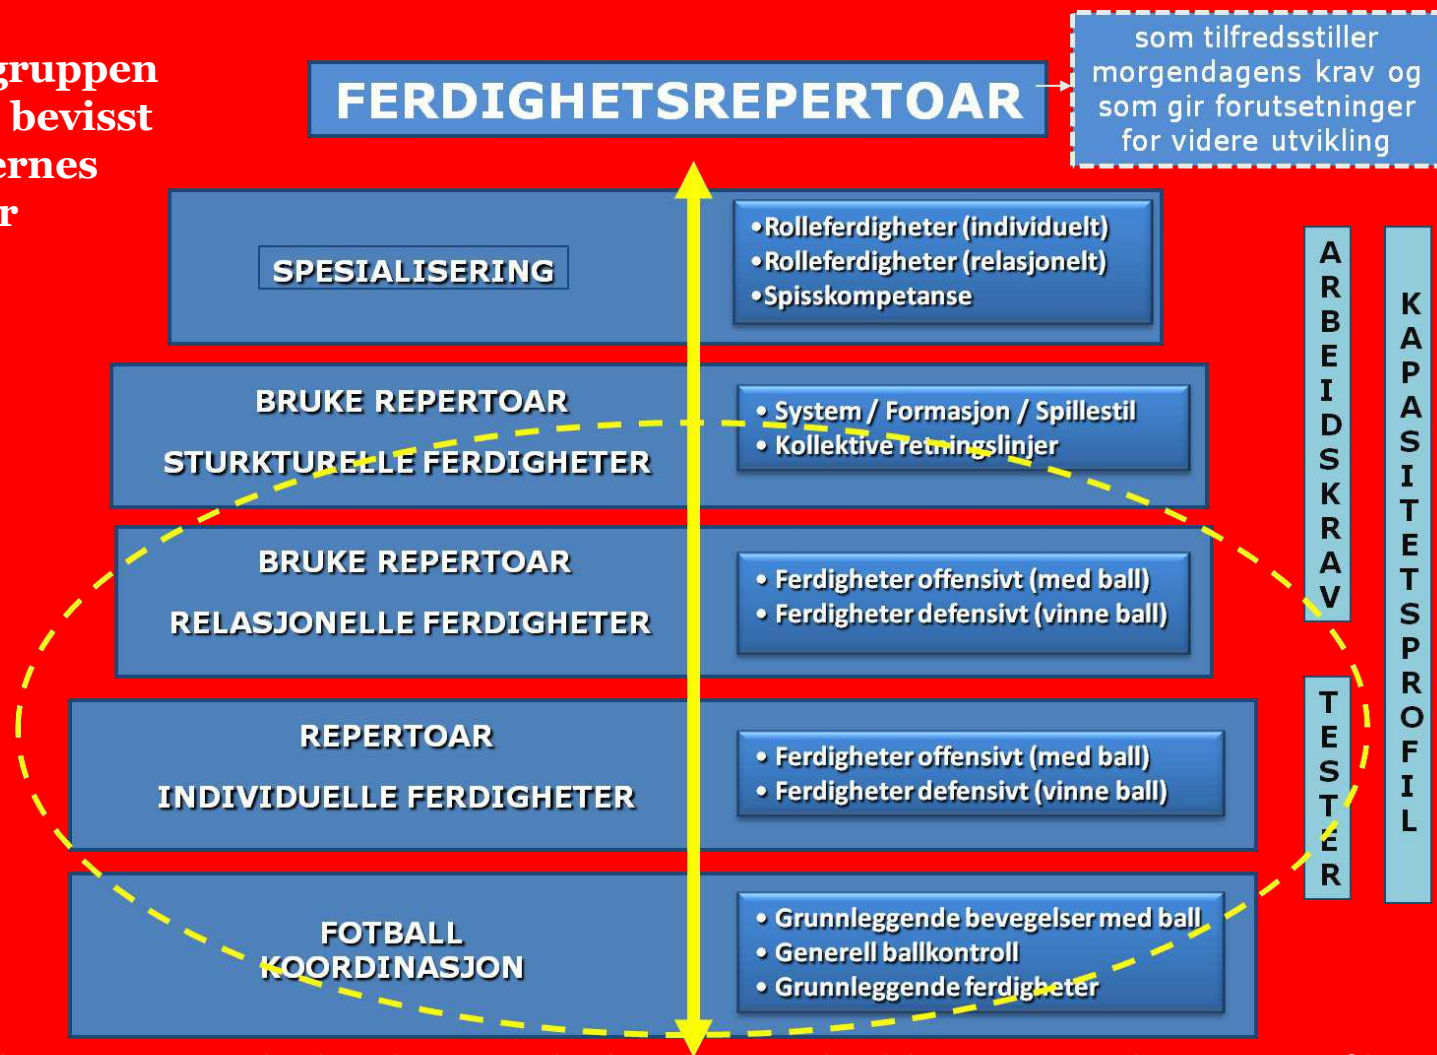 gruppen
bevisst
ernes
r
FERDIGHETSREPERTOAR
som tilfredsstiller
morgendagens krav og
som gir forutsetninger
for videre utvikling
SPESIALISERING
•Rolleferdigheter (individuelt)
•Rolleferdigheter (relasjonelt)
•Spisskompetanse
BRUKE REPERTOAR
STURKTURELLE FERDIGHETER
• System / Formasjon / Spillestil
• Kollektive retningslinjer
BRUKE REPERTOAR
RELASJONELLE FERDIGHETER
• Ferdigheter offensivt (med ball)
• Ferdigheter defensivt (vinne ball)
REPERTOAR
INDIVIDUELLE FERDIGHETER
• Ferdigheter offensivt (med ball)
• Ferdigheter defensivt (vinne ball)
FOTBALL
KOORDINASJON
• Grunnleggende bevegelser med ball
• Generell ballkontroll
• Grunnleggende ferdigheter
ARBEIDSKRAV
TESTER
KAPASITETSPROFIL